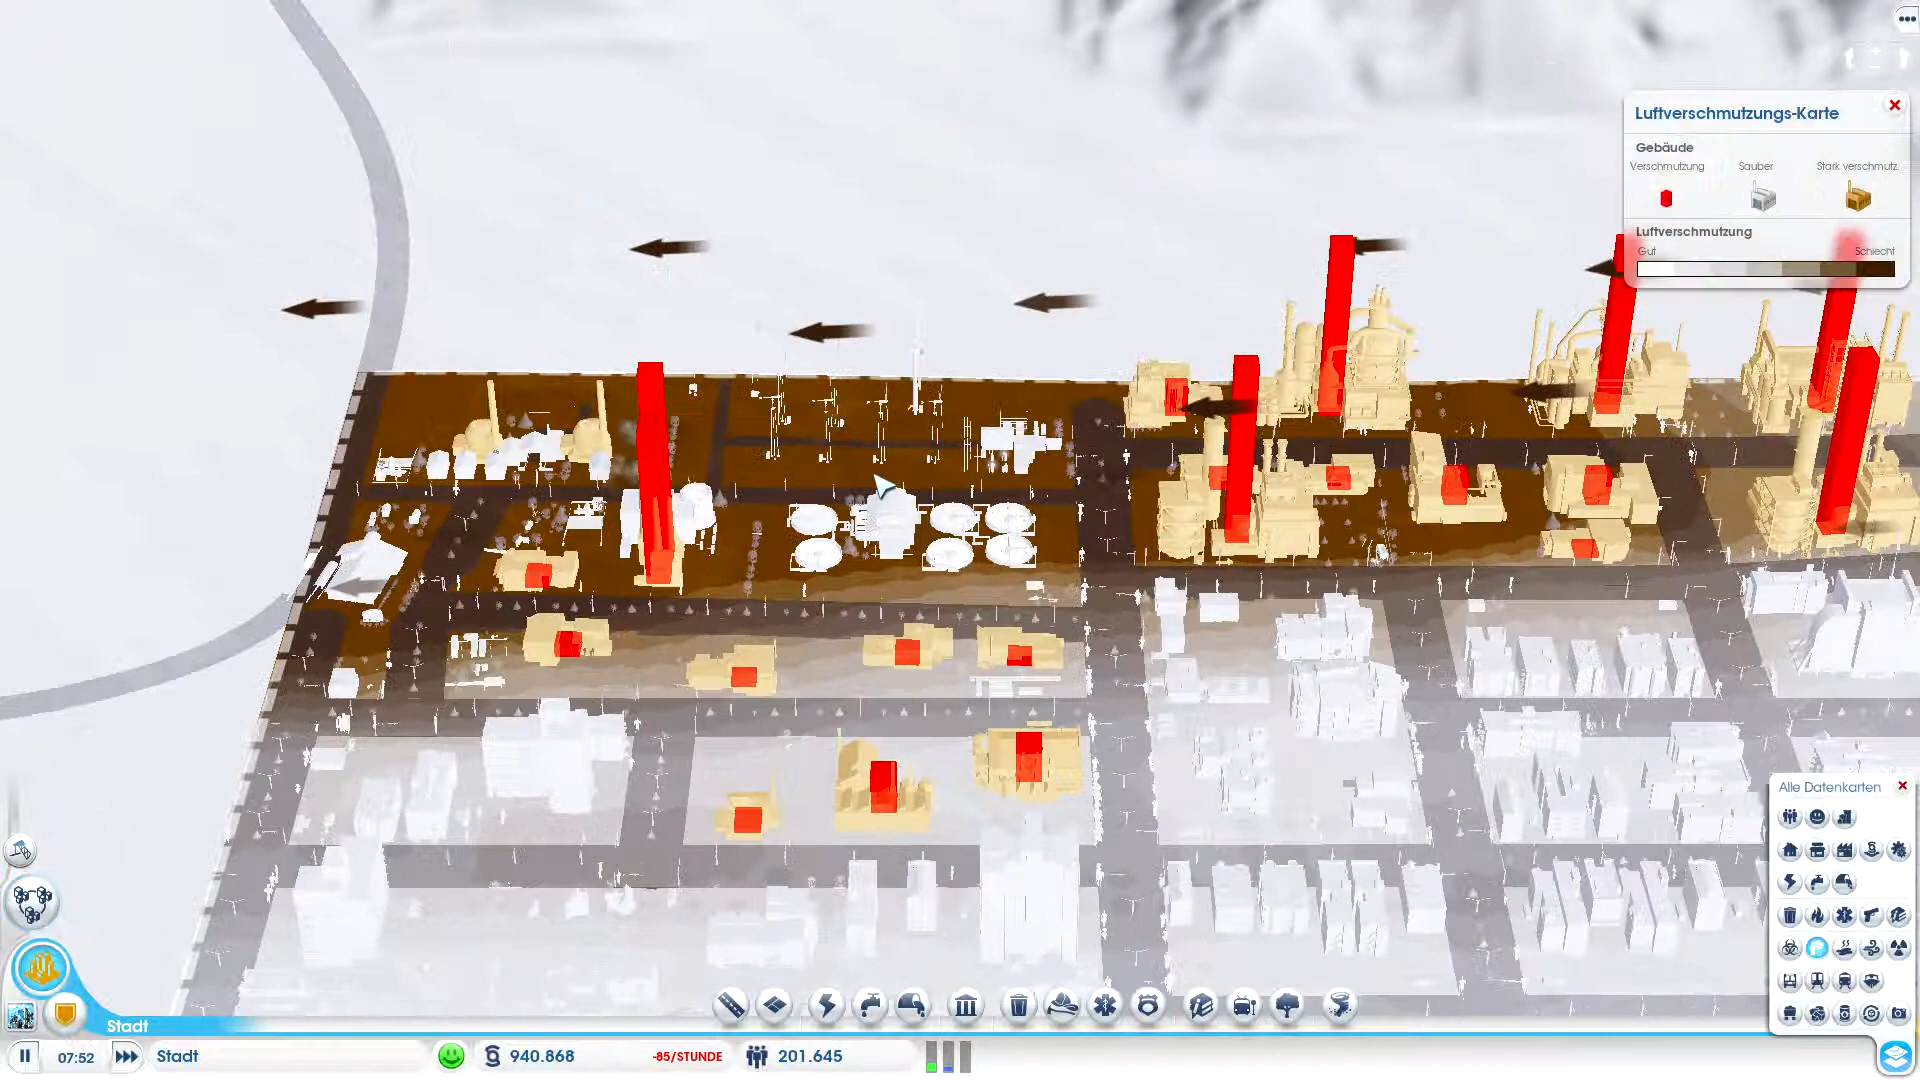 Luftverschmutzungs-Karte
Gebäude
Verschmutzung Sauber Stark verschmutz.
Luftverschmutzung
Gut Schlecht
Alle Datenkarten
Stadt
07:52 Stadt 940.868 -85/STUNDE 201.645